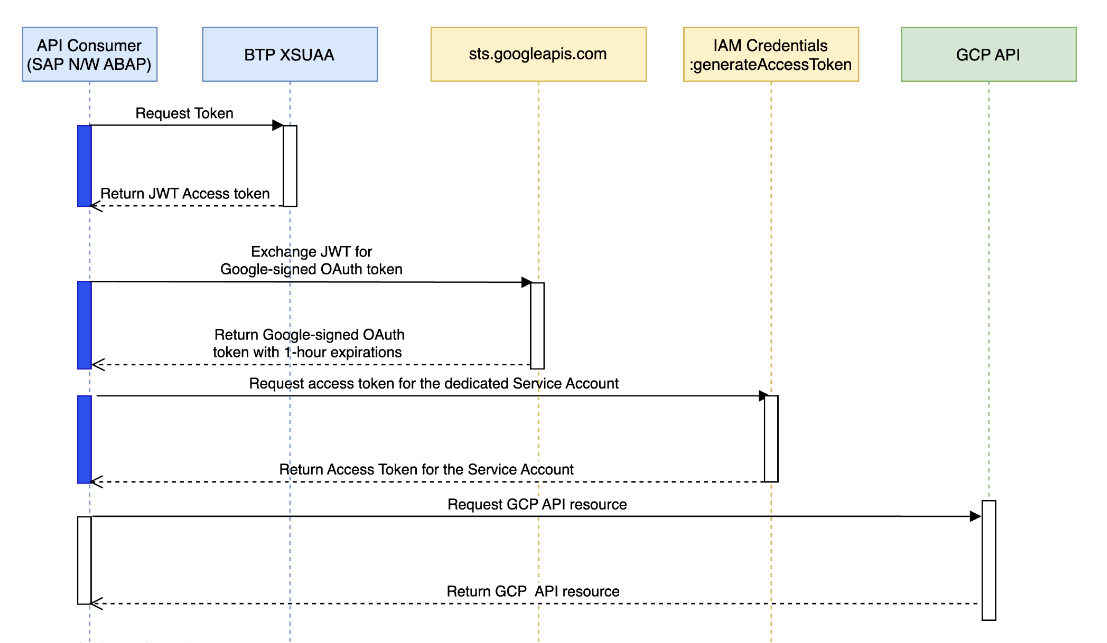 API Consumer
(SAP N/W ABAP)
BTP XSUAA
sts.googleapis.com
IAM Credentials
:generateAccessToken
GCP API
Request Token
Return JWT Access token
Exchange JWT for
Google-signed OAuth token
Return Google-signed OAuth
token with 1-hour expirations
Request access token for the dedicated Service Account
Return Access Token for the Service Account
Request GCP API resource
Return GCP API resource